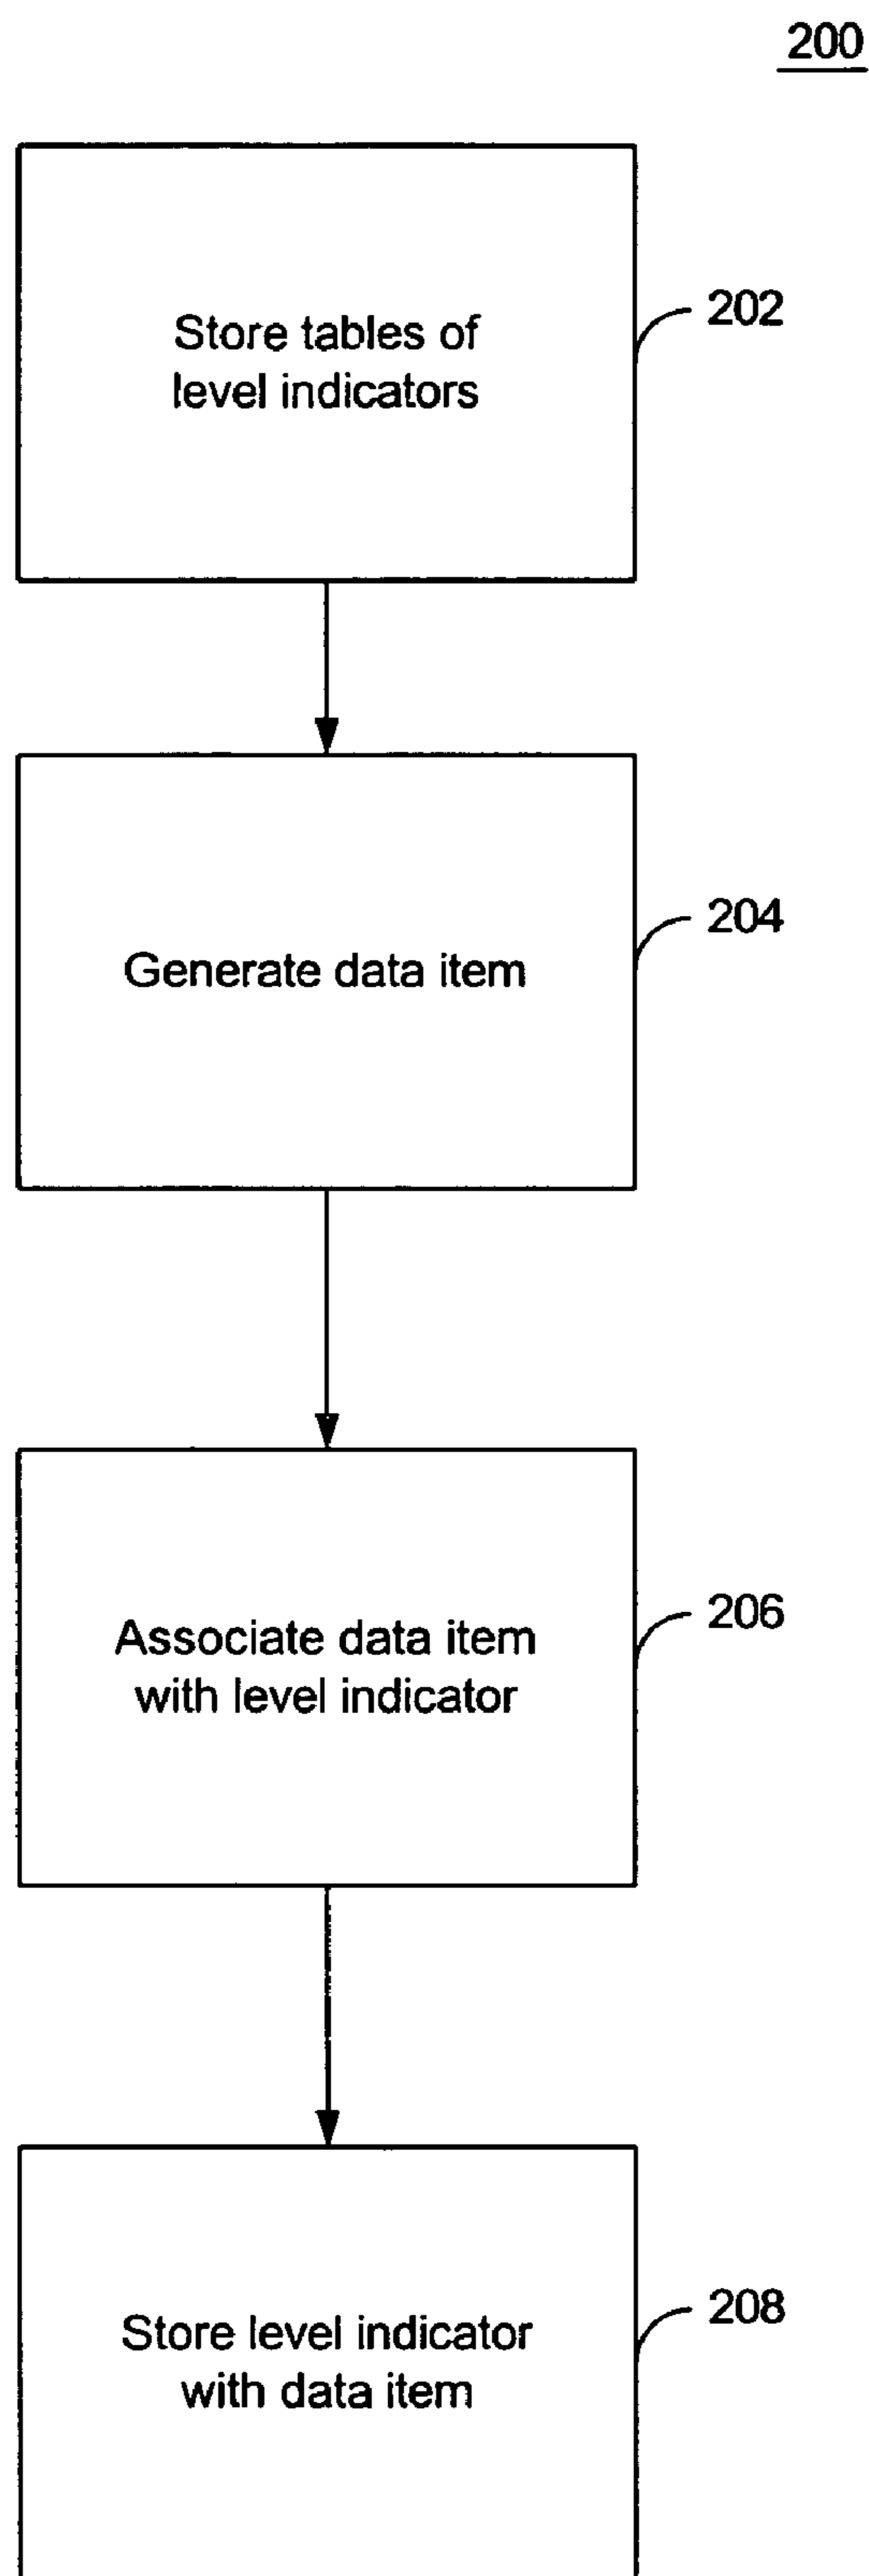 200
Store tables of
level indicators
202
Generate data item
204
Associate data item
with level indicator
206
Store level indicator
with data item
208